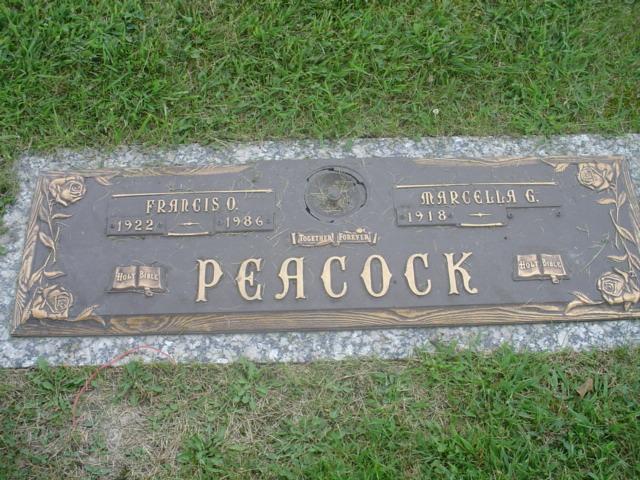 FRANCIS O.
1922 1986
MARCELLA G.
1918
TOGETHER FOREVER
HOLY BIBLE
PEACOCK
HOLY BIBLE